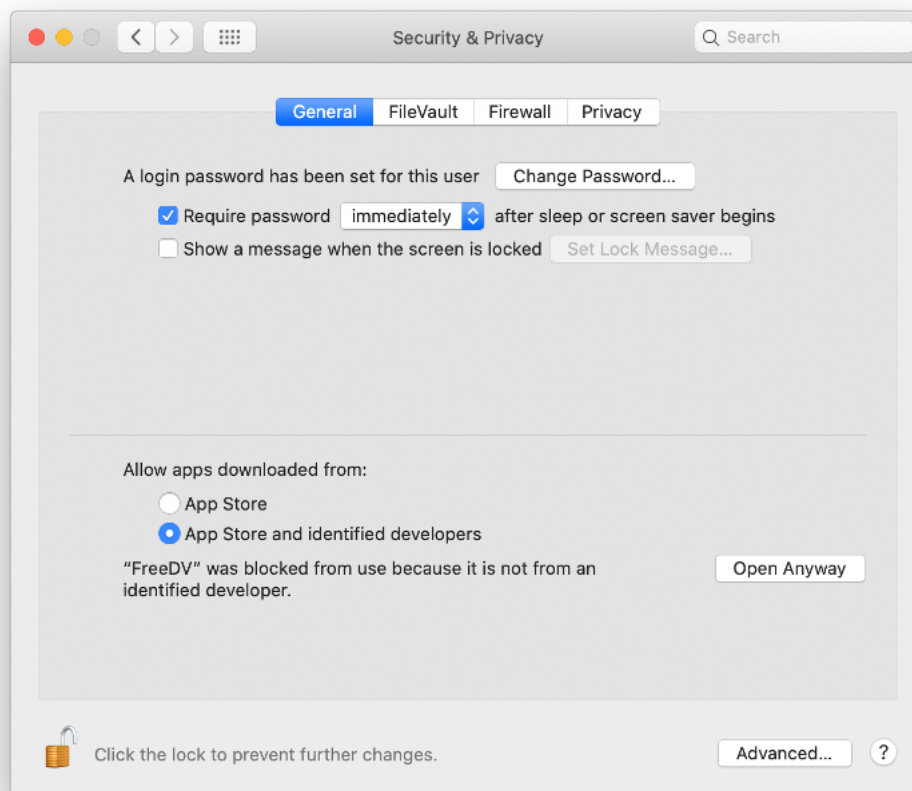 Security & Privacy
Search
General FileVault Firewall Privacy
A login password has been set for this user Change Password...
Require password immediately after sleep or screen saver begins
Show a message when the screen is locked Set Lock Message...
Allow apps downloaded from:
App Store
App Store and identified developers
“FreeDV” was blocked from use because it is not from an Open Anyway
identified developer.
Click the lock to prevent further changes. Advanced... ?